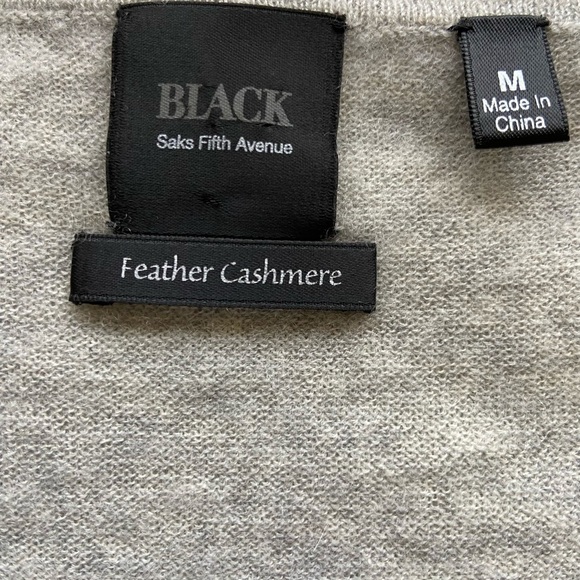 BLACK
Saks Fifth Avenue
Feather Cashmere
M
Made In
China